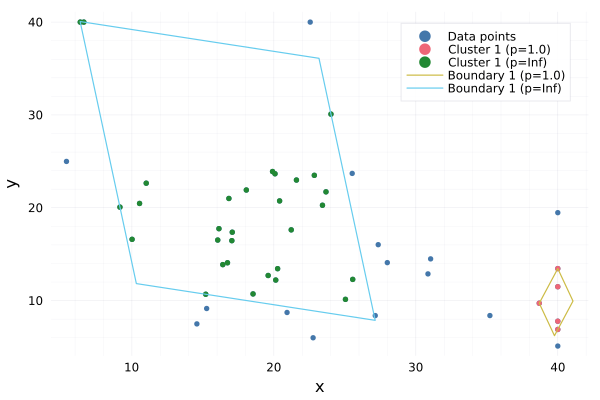 40
30
20
10
y
10
20
30
40
x
Data points
Cluster 1 (p=1.0)
Cluster 1 (p=Inf)
Boundary 1 (p=1.0)
Boundary 1 (p=Inf)